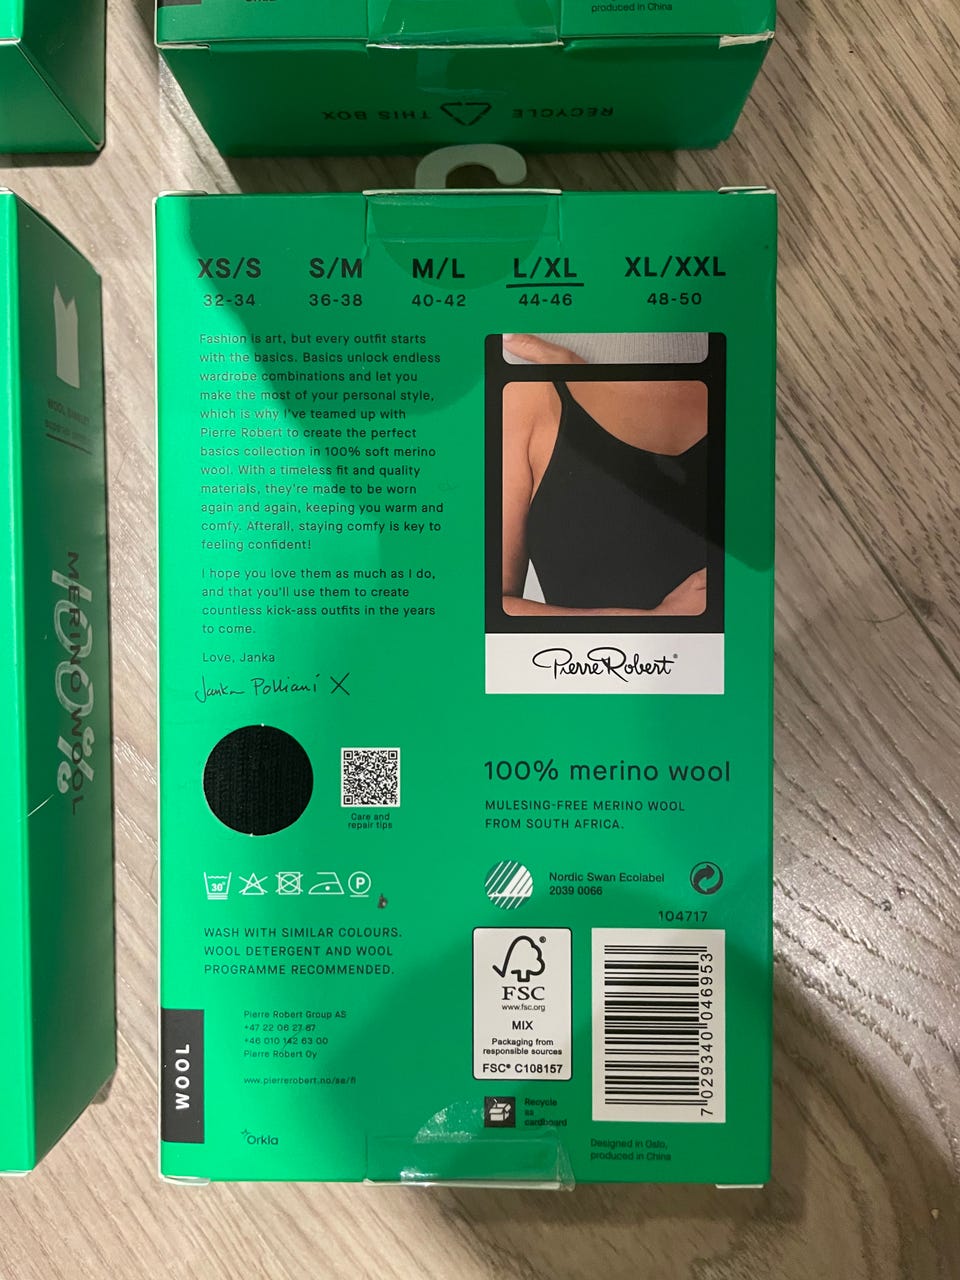 produced in China
RECYCLE THIS BOX
XS/S S/M M/L L/XL XL/XXL
32-34 36-38 40-42 44-46 48-50
Fashion is art, but every outfit starts
with the basics. Basics unlock endless
wardrobe combinations and let you
make the most of your personal style,
which is why I've teamed up with
Pierre Robert to create the perfect
basics collection in 100% soft merino
wool. With a timeless fit and quality
materials, they're made to be worn
again and again, keeping you warm and
comfy. Afterall, staying comfy is key to
feeling confident!
I hope you love them as much as I do,
and that you'll use them to create
countless kick-ass outfits in the years
to come.
Love, Janka
Janka Polliani X
Pierre Robert®
Care and
repair tips
100% merino wool
MULESING-FREE MERINO WOOL
FROM SOUTH AFRICA.
30°
P
Nordic Swan Ecolabel
2039 0066
104717
WASH WITH SIMILAR COLOURS.
WOOL DETERGENT AND WOOL
PROGRAMME RECOMMENDED.
FSC
®
www.fsc.org
MIX
Packaging from
responsible sources
FSC® C108157
7 029340 046953
Pierre Robert Group AS
+47 22 06 27 87
+46 010 142 63 00
Pierre Robert Oy
www.pierrerobert.no/se/fi
WOOL
Orkla
Recycle
as
cardboard
Designed in Oslo,
produced in China
WOOL SINGLET
100%
MERINO WOOL